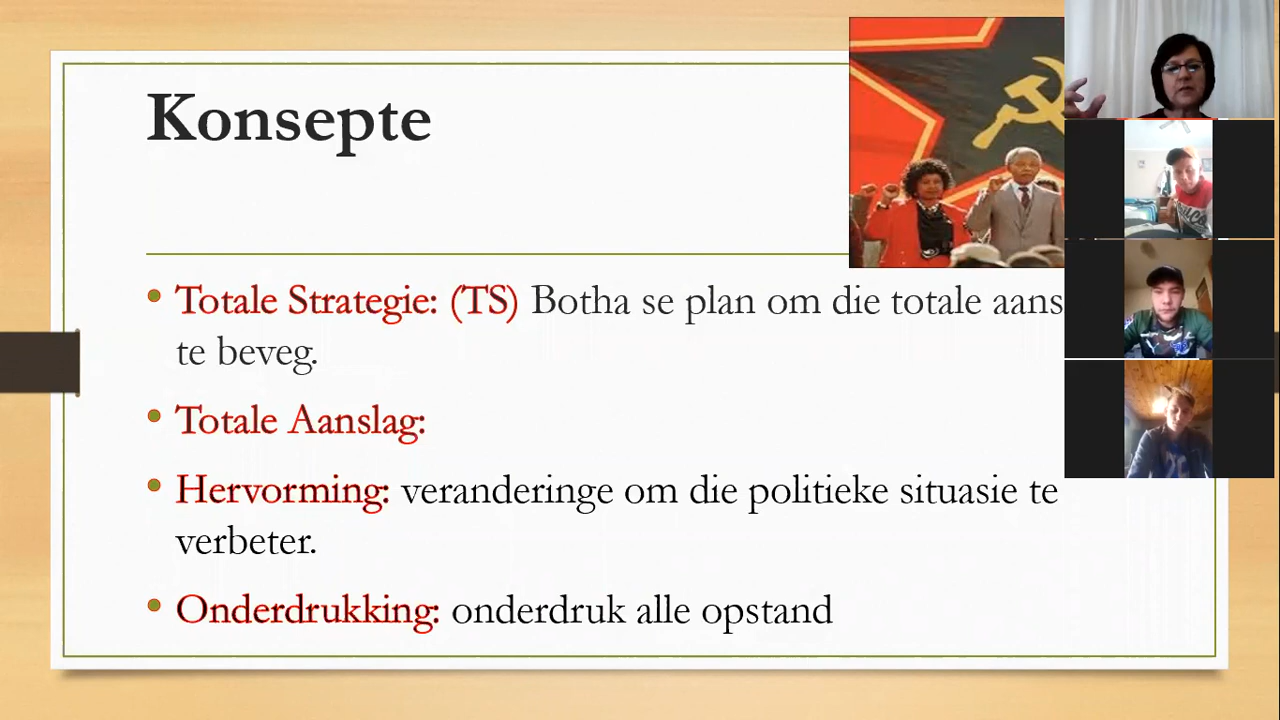 Konsepte
Totale Strategie: (TS) Botha se plan om die totale aans
te beveg.
Totale Aanslag:
Hervorming: veranderinge om die politieke situasie te
verbeter.
Onderdrukking: onderdruk alle opstand